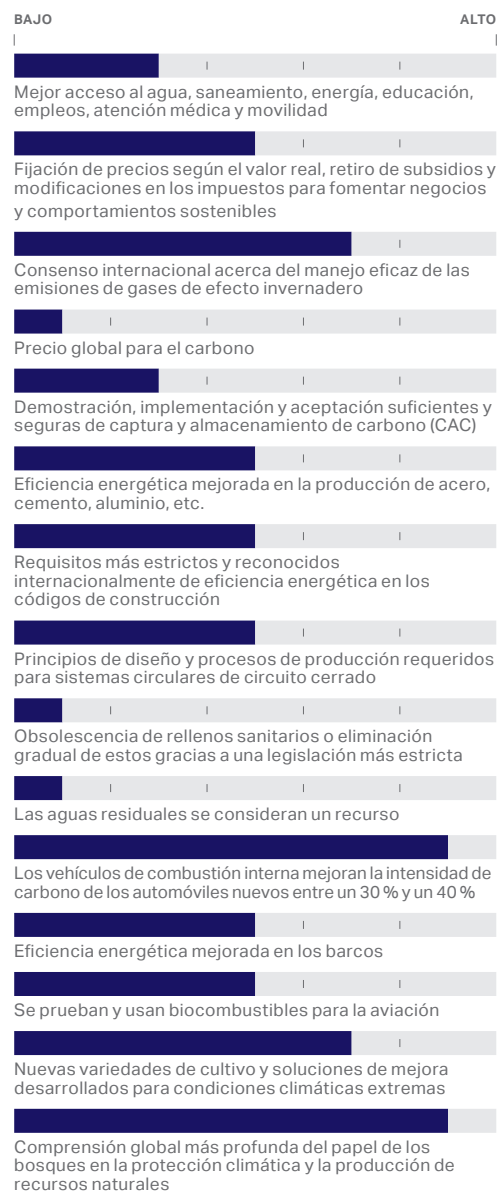 BAJO ALTO
Mejor acceso al agua, saneamiento, energía, educación,
empleos, atención médica y movilidad
Fijación de precios según el valor real, retiro de subsidios y
modificaciones en los impuestos para fomentar negocios
y comportamientos sostenibles
Consenso internacional acerca del manejo eficaz de las
emisiones de gases de efecto invernadero
Precio global para el carbono
Demostración, implementación y aceptación suficientes y
seguras de captura y almacenamiento de carbono (CAC)
Eficiencia energética mejorada en la producción de acero,
cemento, aluminio, etc.
Requisitos más estrictos y reconocidos
internacionalmente de eficiencia energética en los
códigos de construcción
Principios de diseño y procesos de producción requeridos
para sistemas circulares de circuito cerrado
Obsolescencia de rellenos sanitarios o eliminación
gradual de estos gracias a una legislación más estricta
Las aguas residuales se consideran un recurso
Los vehículos de combustión interna mejoran la intensidad de
carbono de los automóviles nuevos entre un 30 % y un 40 %
Eficiencia energética mejorada en los barcos
Se prueban y usan biocombustibles para la aviación
Nuevas variedades de cultivo y soluciones de mejora
desarrollados para condiciones climáticas extremas
Comprensión global más profunda del papel de los
bosques en la protección climática y la producción de
recursos naturales